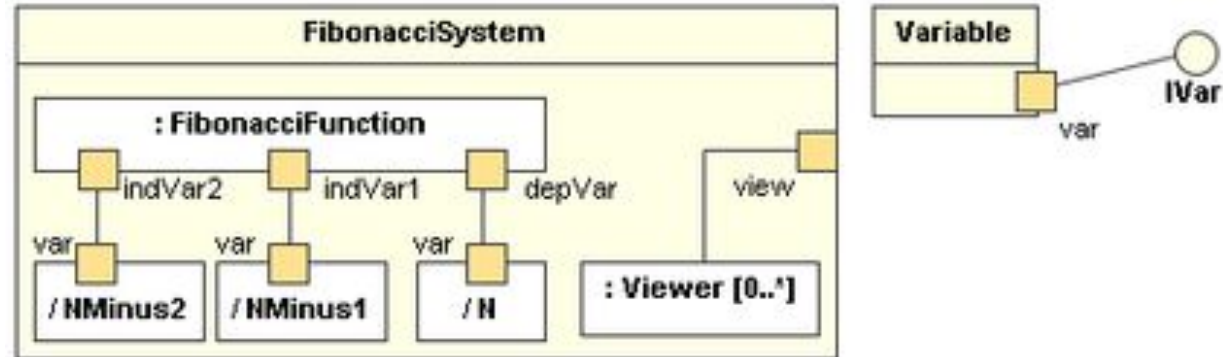 FibonacciSystem
: FibonacciFunction
indVar2
indVar1
depVar
view
var
var
var
/ NMinus2
/ NMinus1
/ N
: Viewer [0..*]
Variable
IVar
var